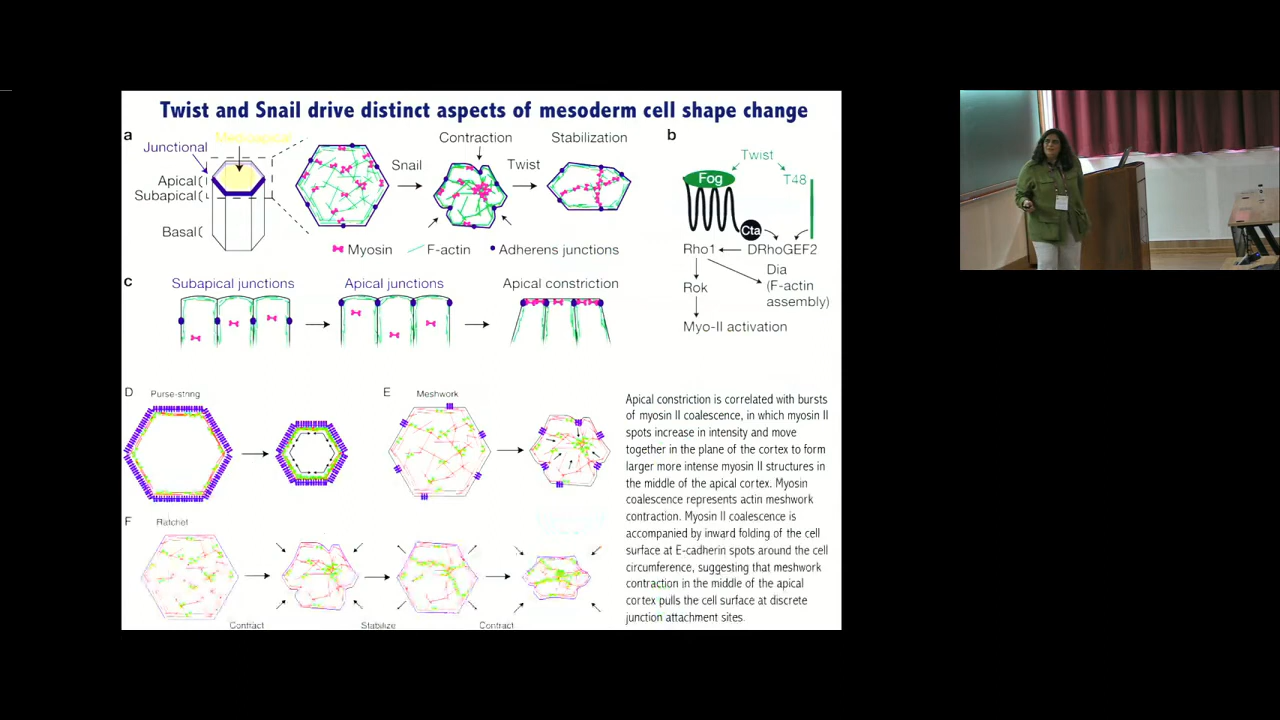 Twist and Snail drive distinct aspects of mesoderm cell shape change
a
Junctional
Apical
Subapical
Basal
Snail
Contraction
Twist
Stabilization
Myosin
F-actin
Adherens junctions
b
Twist
Fog
T48
Cta
Rho1
DRhoGEF2
Rok
Dia
(F-actin
assembly)
Myo-II activation
c
Subapical junctions
Apical junctions
Apical constriction
D
Purse-string
E
Meshwork
F
Ratchet
Contract
Stabilize
Contract
Apical constriction is correlated with bursts
of myosin II coalescence, in which myosin II
spots increase in intensity and move
together in the plane of the cortex to form
larger more intense myosin II structures in
the middle of the apical cortex. Myosin
coalescence represents actin meshwork
contraction. Myosin II coalescence is
accompanied by inward folding of the cell
surface at E-cadherin spots around the cell
circumference, suggesting that meshwork
contraction in the middle of the apical
cortex pulls the cell surface at discrete
junction attachment sites.